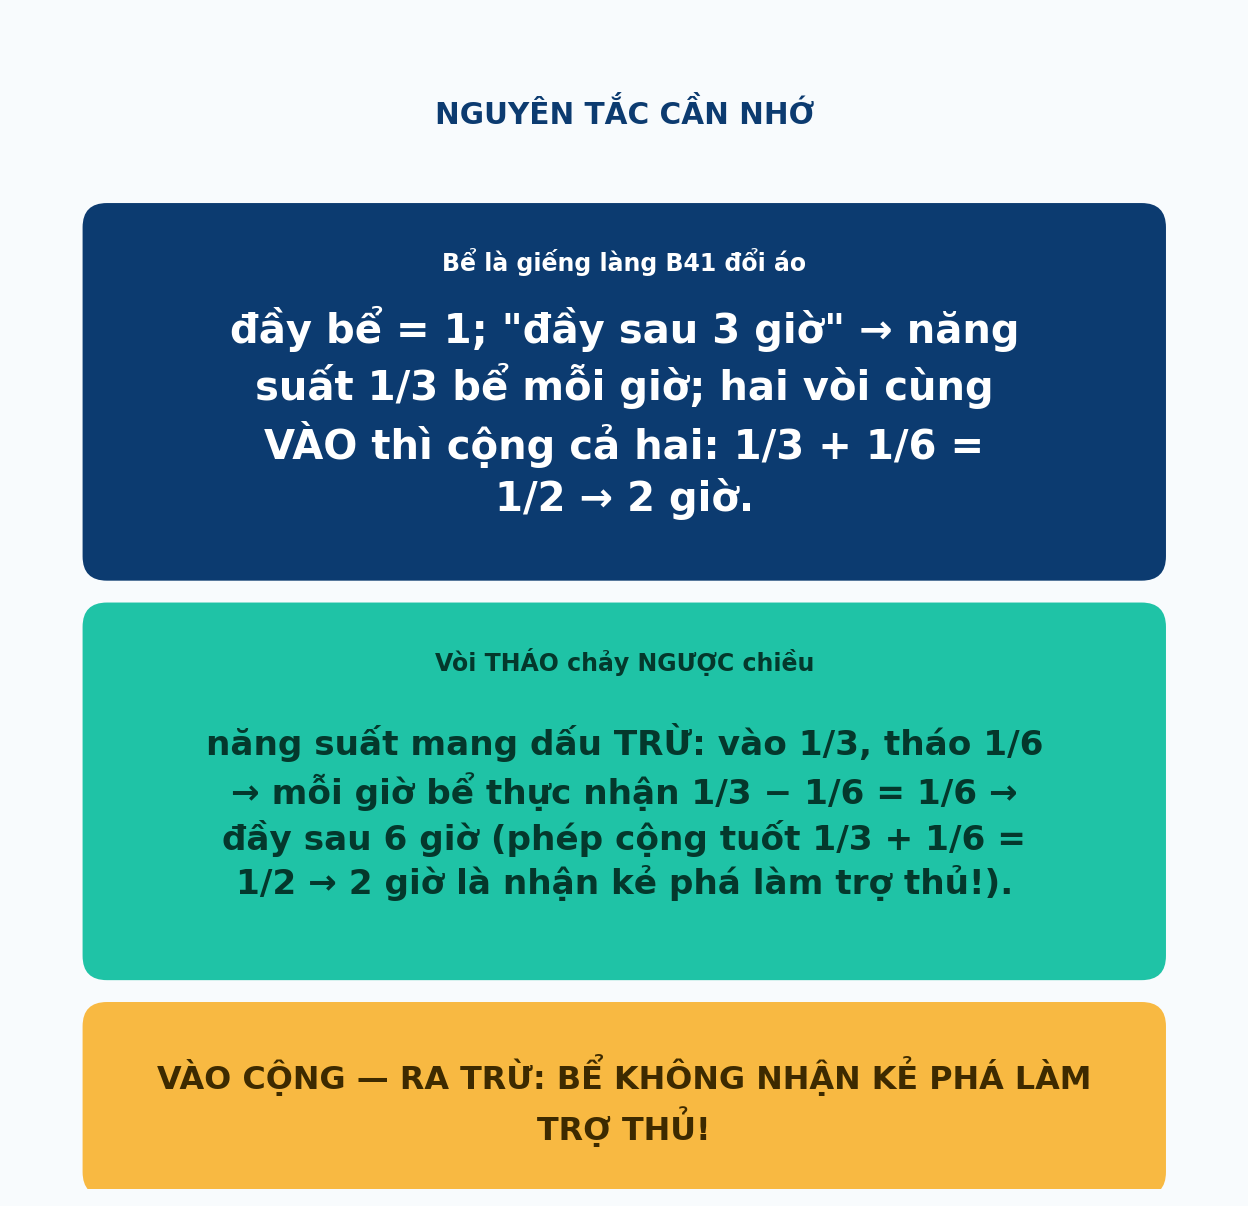 NGUYÊN TẮC CẦN NHỚ
Bể là giếng làng B41 đổi áo
đầy bể = 1; "đầy sau 3 giờ" → năng
suất 1/3 bể mỗi giờ; hai vòi cùng
VÀO thì cộng cả hai: 1/3 + 1/6 =
1/2 → 2 giờ.
Vòi THÁO chảy NGƯỢC chiều
năng suất mang dấu TRỪ: vào 1/3, tháo 1/6
→ mỗi giờ bể thực nhận 1/3 − 1/6 = 1/6 →
đầy sau 6 giờ (phép cộng tuốt 1/3 + 1/6 =
1/2 → 2 giờ là nhận kẻ phá làm trợ thủ!).
VÀO CỘNG — RA TRỪ: BỂ KHÔNG NHẬN KẺ PHÁ LÀM
TRỢ THỦ!